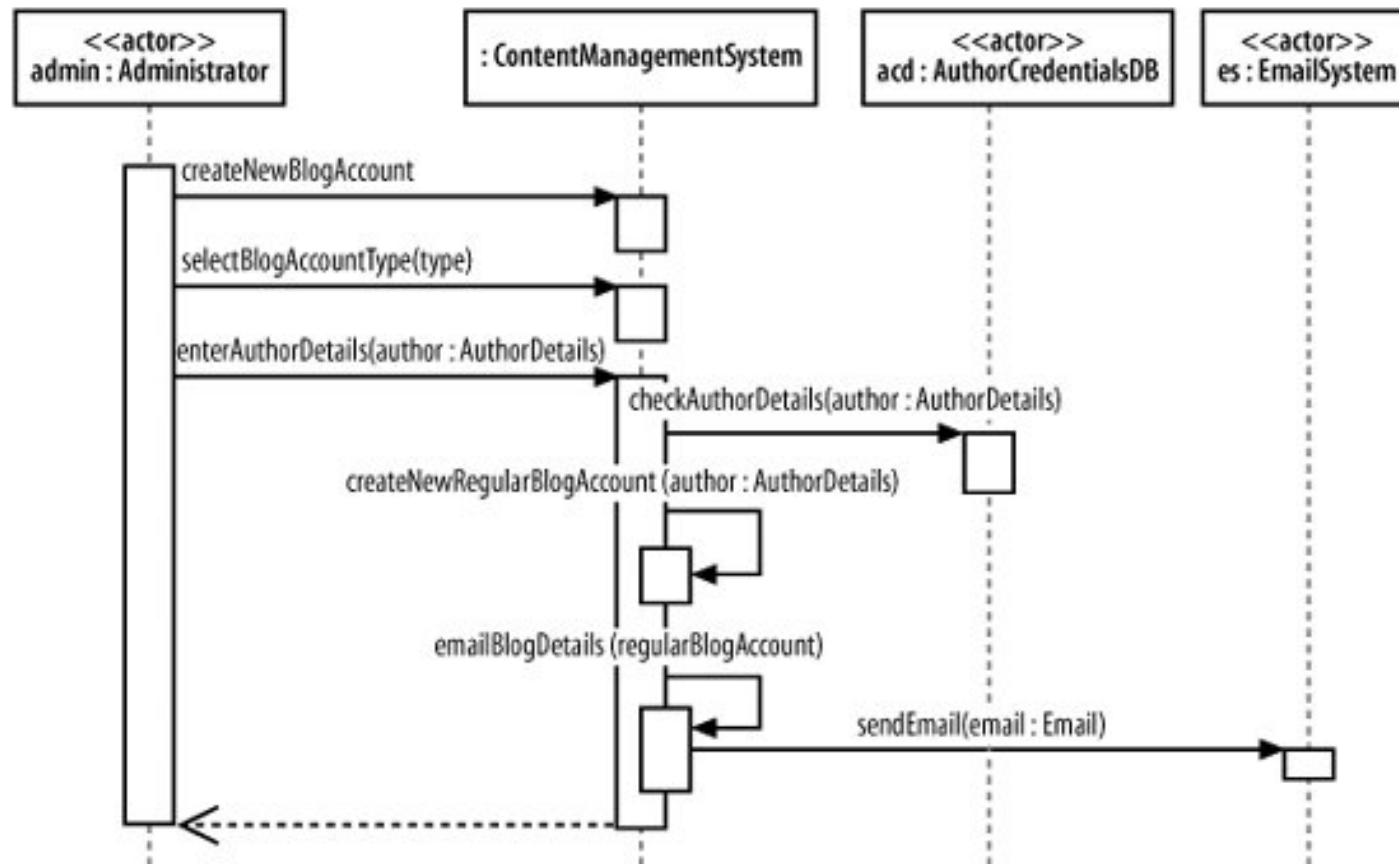 <<actor>>
admin : Administrator
: ContentManagementSystem
<<actor>>
acd : AuthorCredentialsDB
<<actor>>
es : EmailSystem
createNewBlogAccount
selectBlogAccountType(type)
enterAuthorDetails(author : AuthorDetails)
checkAuthorDetails(author : AuthorDetails)
createNewRegularBlogAccount (author : AuthorDetails)
emailBlogDetails (regularBlogAccount)
sendEmail(email : Email)